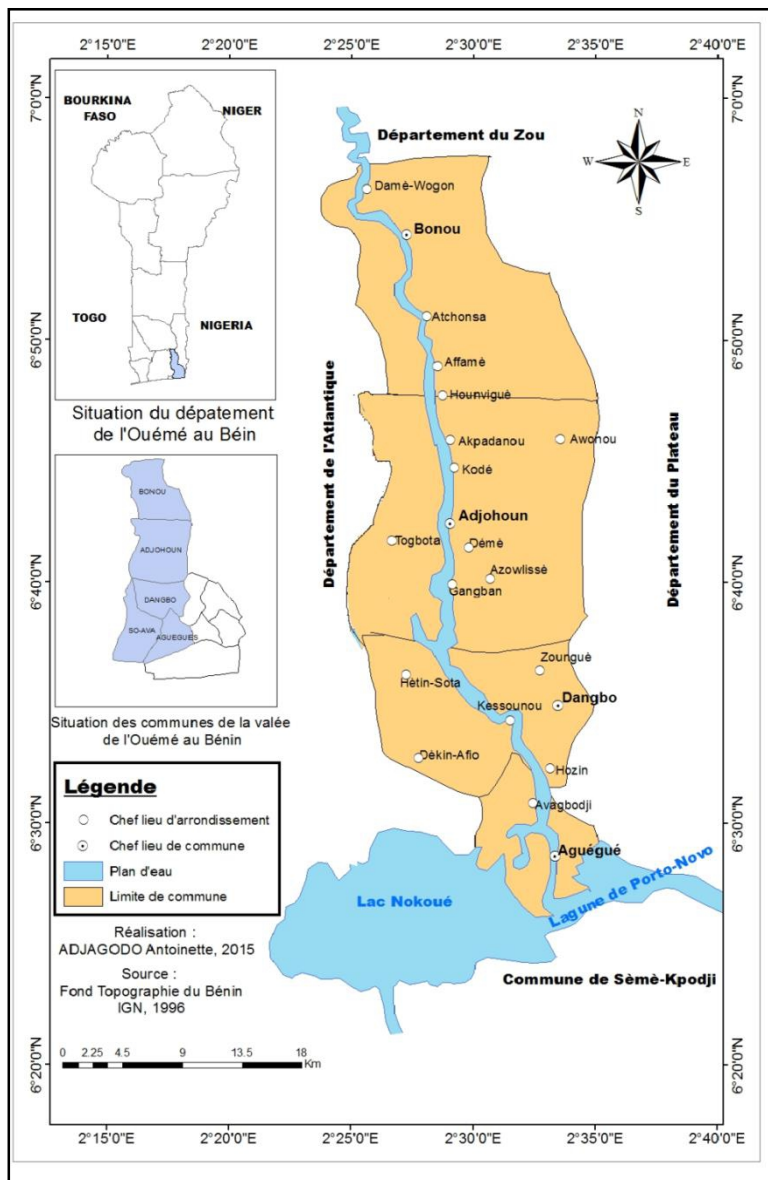 2°15'0"E 2°20'0"E 2°25'0"E 2°30'0"E 2°35'0"E 2°40'0"E
7°0'0"N
7°0'0"N
BOURKINA
FASO
NIGER
TOGO
NIGERIA
Situation du dépatement
de l'Ouémé au Béin
Département du Zou
N
W
E
S
Damè-Wogon
Bonou
Atchonsa
6°50'0"N
6°50'0"N
Affamè
Hounviguè
Département de l'Atlantique
Akpadanou
Awonou
Kodé
Adjohoun
Togbota
Démè
Azowlissè
Gangban
Département du Plateau
BONOU
ADJOHOUN
DANGBO
SO-AVA
AGUEGUES
Situation des communes de la valée
de l'Ouémé au Bénin
6°40'0"N
6°40'0"N
Zounguè
Hètin-Sota
Dangbo
Kessounou
Dèkin-Afio
Hozin
Avagbodji
6°30'0"N
6°30'0"N
Aguégué
Lac Nokoué
Lagune de Porto-Novo
Commune de Sèmè-Kpodji
Légende
Chef lieu d'arrondissement
Chef lieu de commune
Plan d'eau
Limite de commune
Réalisation :
ADJAGODO Antoinette, 2015
Source :
Fond Topographie du Bénin
IGN, 1996
0 2.25 4.5 9 13.5 18
Km
6°20'0"N
6°20'0"N
2°15'0"E 2°20'0"E 2°25'0"E 2°30'0"E 2°35'0"E 2°40'0"E